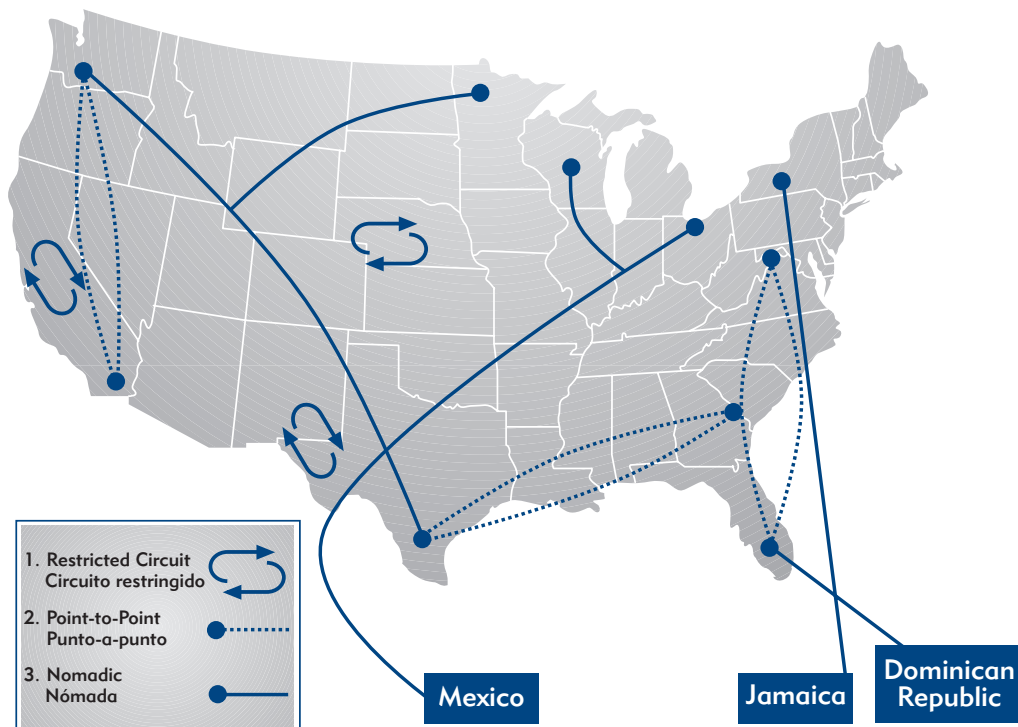 1. Restricted Circuit
Circuito restringido
2. Point-to-Point
Punto-a-punto
3. Nomadic
Nómada
Mexico
Jamaica
Dominican
Republic